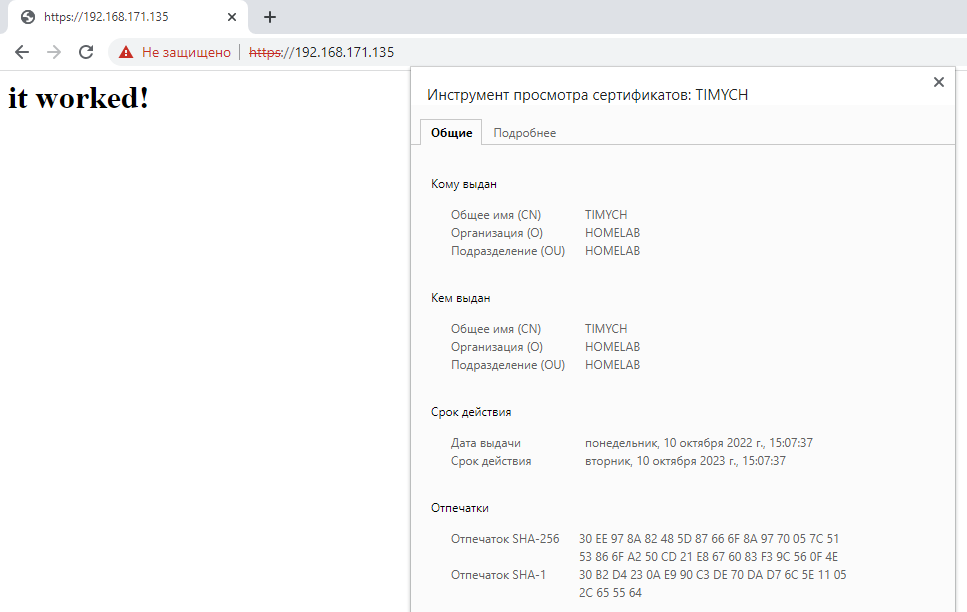 https://192.168.171.135
Не защищено
https://192.168.171.135
it worked!
Инструмент просмотра сертификатов: TIMYCH
Общие Подробнее
Кому выдан
Общее имя (CN) TIMYCH
Организация (O) HOMELAB
Подразделение (OU) HOMELAB
Кем выдан
Общее имя (CN) TIMYCH
Организация (O) HOMELAB
Подразделение (OU) HOMELAB
Срок действия
Дата выдачи понедельник, 10 октября 2022 г., 15:07:37
Срок действия вторник, 10 октября 2023 г., 15:07:37
Отпечатки
Отпечаток SHA-256 30 EE 97 8A 82 48 5D 87 66 6F 8A 97 70 05 7C 51
53 86 6F A2 50 CD 21 E8 67 60 83 F3 9C 56 0F 4E
Отпечаток SHA-1 30 B2 D4 23 0A E9 90 C3 DE 70 DA D7 6C 5E 11 05
2C 65 55 64